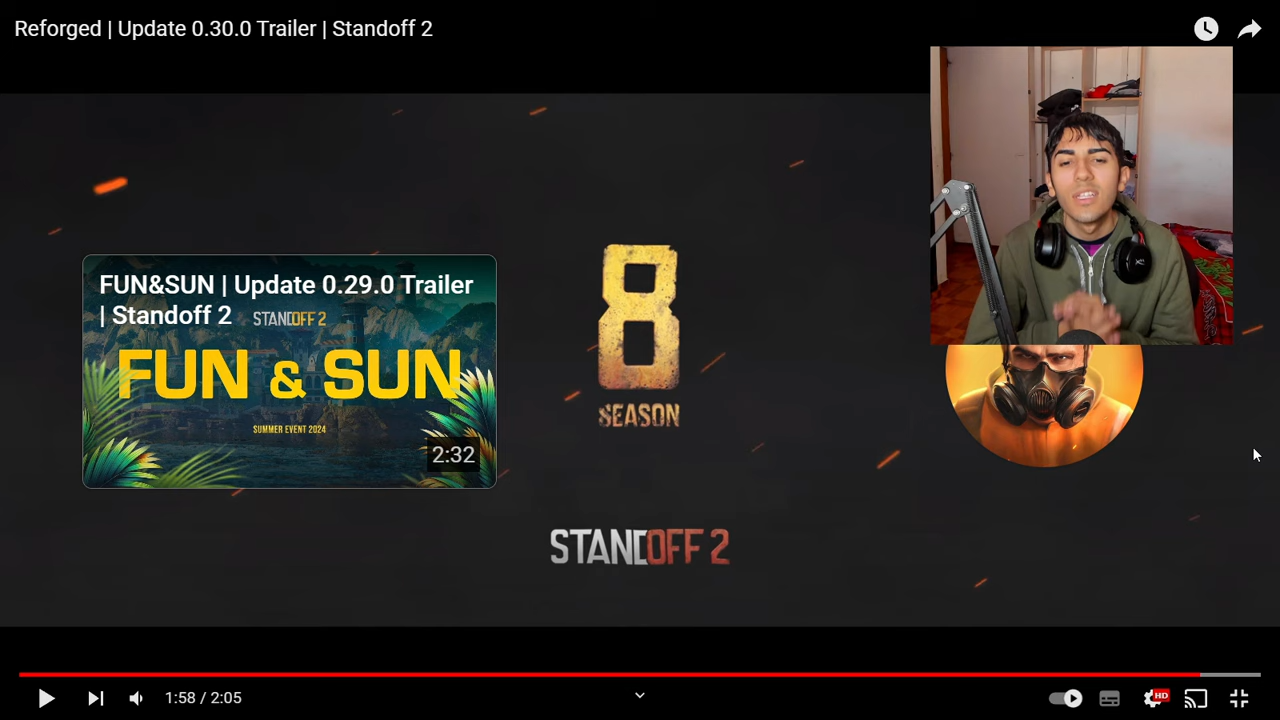 Reforged | Update 0.30.0 Trailer | Standoff 2
FUN&SUN | Update 0.29.0 Trailer
| Standoff 2
STANDOFF 2
FUN & SUN
SUMMER EVENT 2024
2:32
8
SEASON
STANDOFF 2
1:58 / 2:05
HD